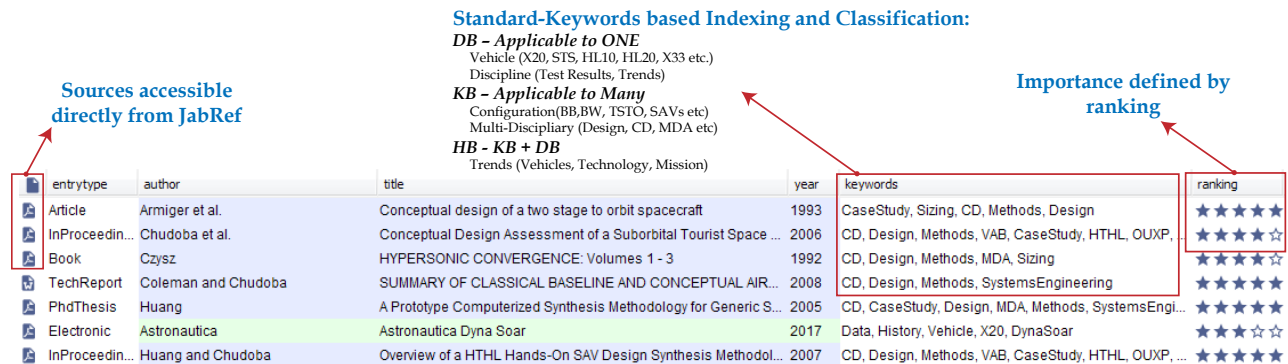 Standard-Keywords based Indexing and Classification:
DB – Applicable to ONE
Vehicle (X20, STS, HL10, HL20, X33 etc.)
Discipline (Test Results, Trends)
KB – Applicable to Many
Configuration(BB,BW, TSTO, SAVs etc)
Multi-Discipliary (Design, CD, MDA etc)
HB - KB + DB
Trends (Vehicles, Technology, Mission)
Sources accessible
directly from JabRef
Importance defined by
ranking
entrytype author title year keywords ranking
Article Armiger et al. Conceptual design of a two stage to orbit spacecraft 1993 CaseStudy, Sizing, CD, Methods, Design
InProceedin... Chudoba et al. Conceptual Design Assessment of a Suborbital Tourist Space ... 2006 CD, Design, Methods, VAB, CaseStudy, HTHL, OUXP, ...
Book Czysz HYPERSONIC CONVERGENCE: Volumes 1 - 3 1992 CD, Design, Methods, MDA, Sizing
TechReport Coleman and Chudoba SUMMARY OF CLASSICAL BASELINE AND CONCEPTUAL AIR... 2008 CD, Design, Methods, SystemsEngineering
PhdThesis Huang A Prototype Computerized Synthesis Methodology for Generic S... 2005 CD, CaseStudy, Design, MDA, Methods, SystemsEngi...
Electronic Astronautica Astronautica Dyna Soar 2017 Data, History, Vehicle, X20, DynaSoar
InProceedin... Huang and Chudoba Overview of a HTHL Hands-On SAV Design Synthesis Methodol... 2007 CD, Design, Methods, VAB, CaseStudy, HTHL, OUXP, ...